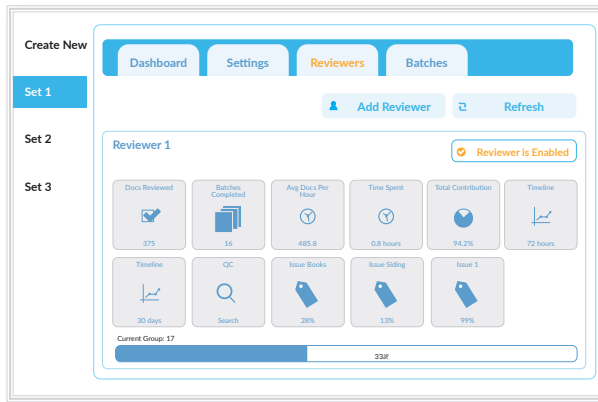 Create New
Set 1
Set 2
Set 3
Dashboard
Settings
Reviewers
Batches
Add Reviewer
Refresh
Reviewer 1
Reviewer is Enabled
Docs Reviewed
375
Batches
Completed
16
Avg Docs Per
Hour
485.8
Time Spent
0.8 hours
Total Contribution
94.2%
Timeline
72 hours
Timeline
30 days
QC
Search
Issue Books
28%
Issue Siding
13%
Issue 1
99%
Current Group: 17